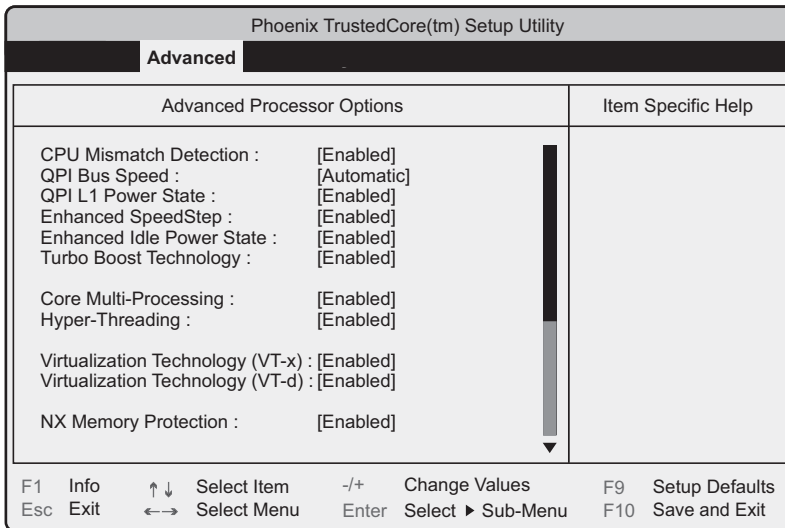 Phoenix TrustedCore(tm) Setup Utility
Advanced
Advanced Processor Options
Item Specific Help
CPU Mismatch Detection : [Enabled]
QPI Bus Speed : [Automatic]
QPI L1 Power State : [Enabled]
Enhanced SpeedStep : [Enabled]
Enhanced Idle Power State : [Enabled]
Turbo Boost Technology : [Enabled]
Core Multi-Processing : [Enabled]
Hyper-Threading : [Enabled]
Virtualization Technology (VT-x) : [Enabled]
Virtualization Technology (VT-d) : [Enabled]
NX Memory Protection : [Enabled]
F1 Info ↑↓ Select Item -/+ Change Values F9 Setup Defaults
Esc Exit ←→ Select Menu Enter Select ▶ Sub-Menu F10 Save and Exit